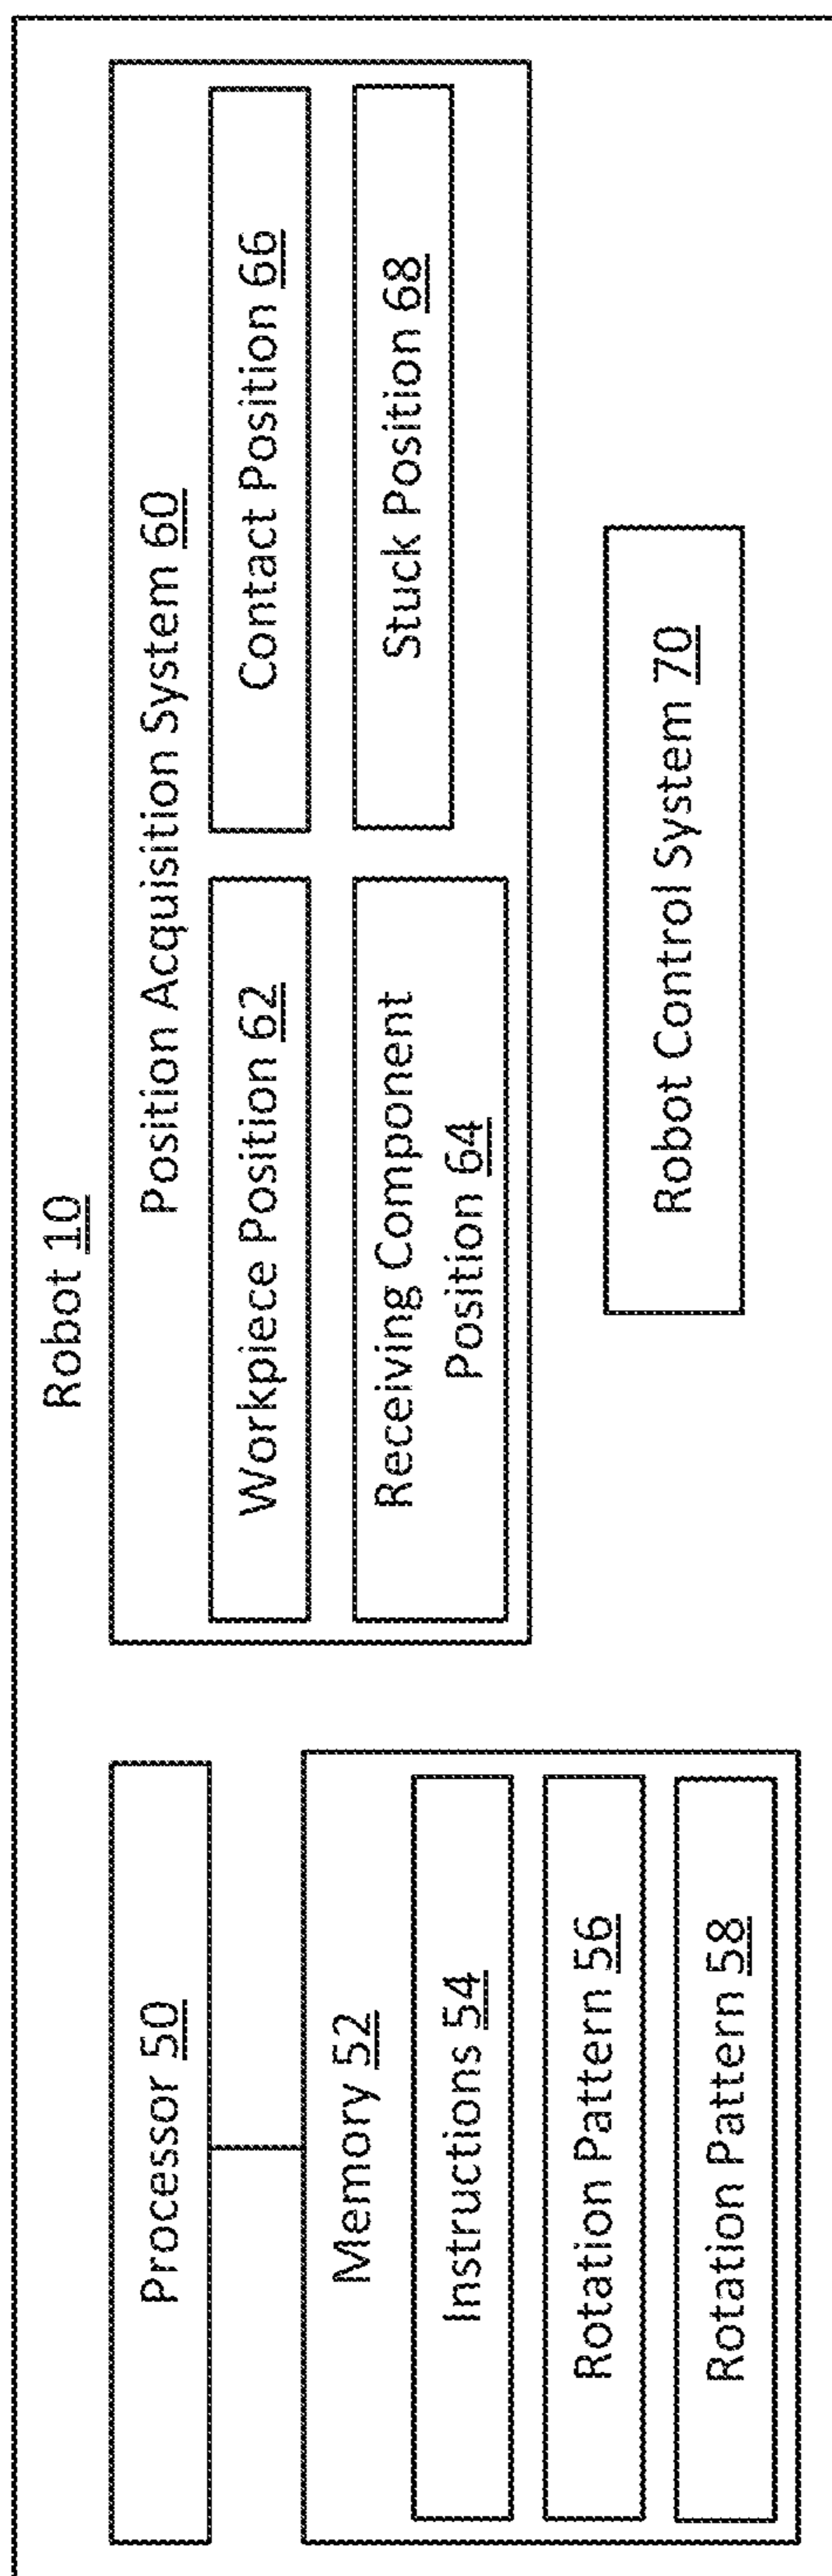 Robot 10
Processor 50
Memory 52
Instructions 54
Rotation Pattern 56
Rotation Pattern 58
Position Acquisition System 60
Workpiece Position 62
Contact Position 66
Receiving Component
Position 64
Stuck Position 68
Robot Control System 70